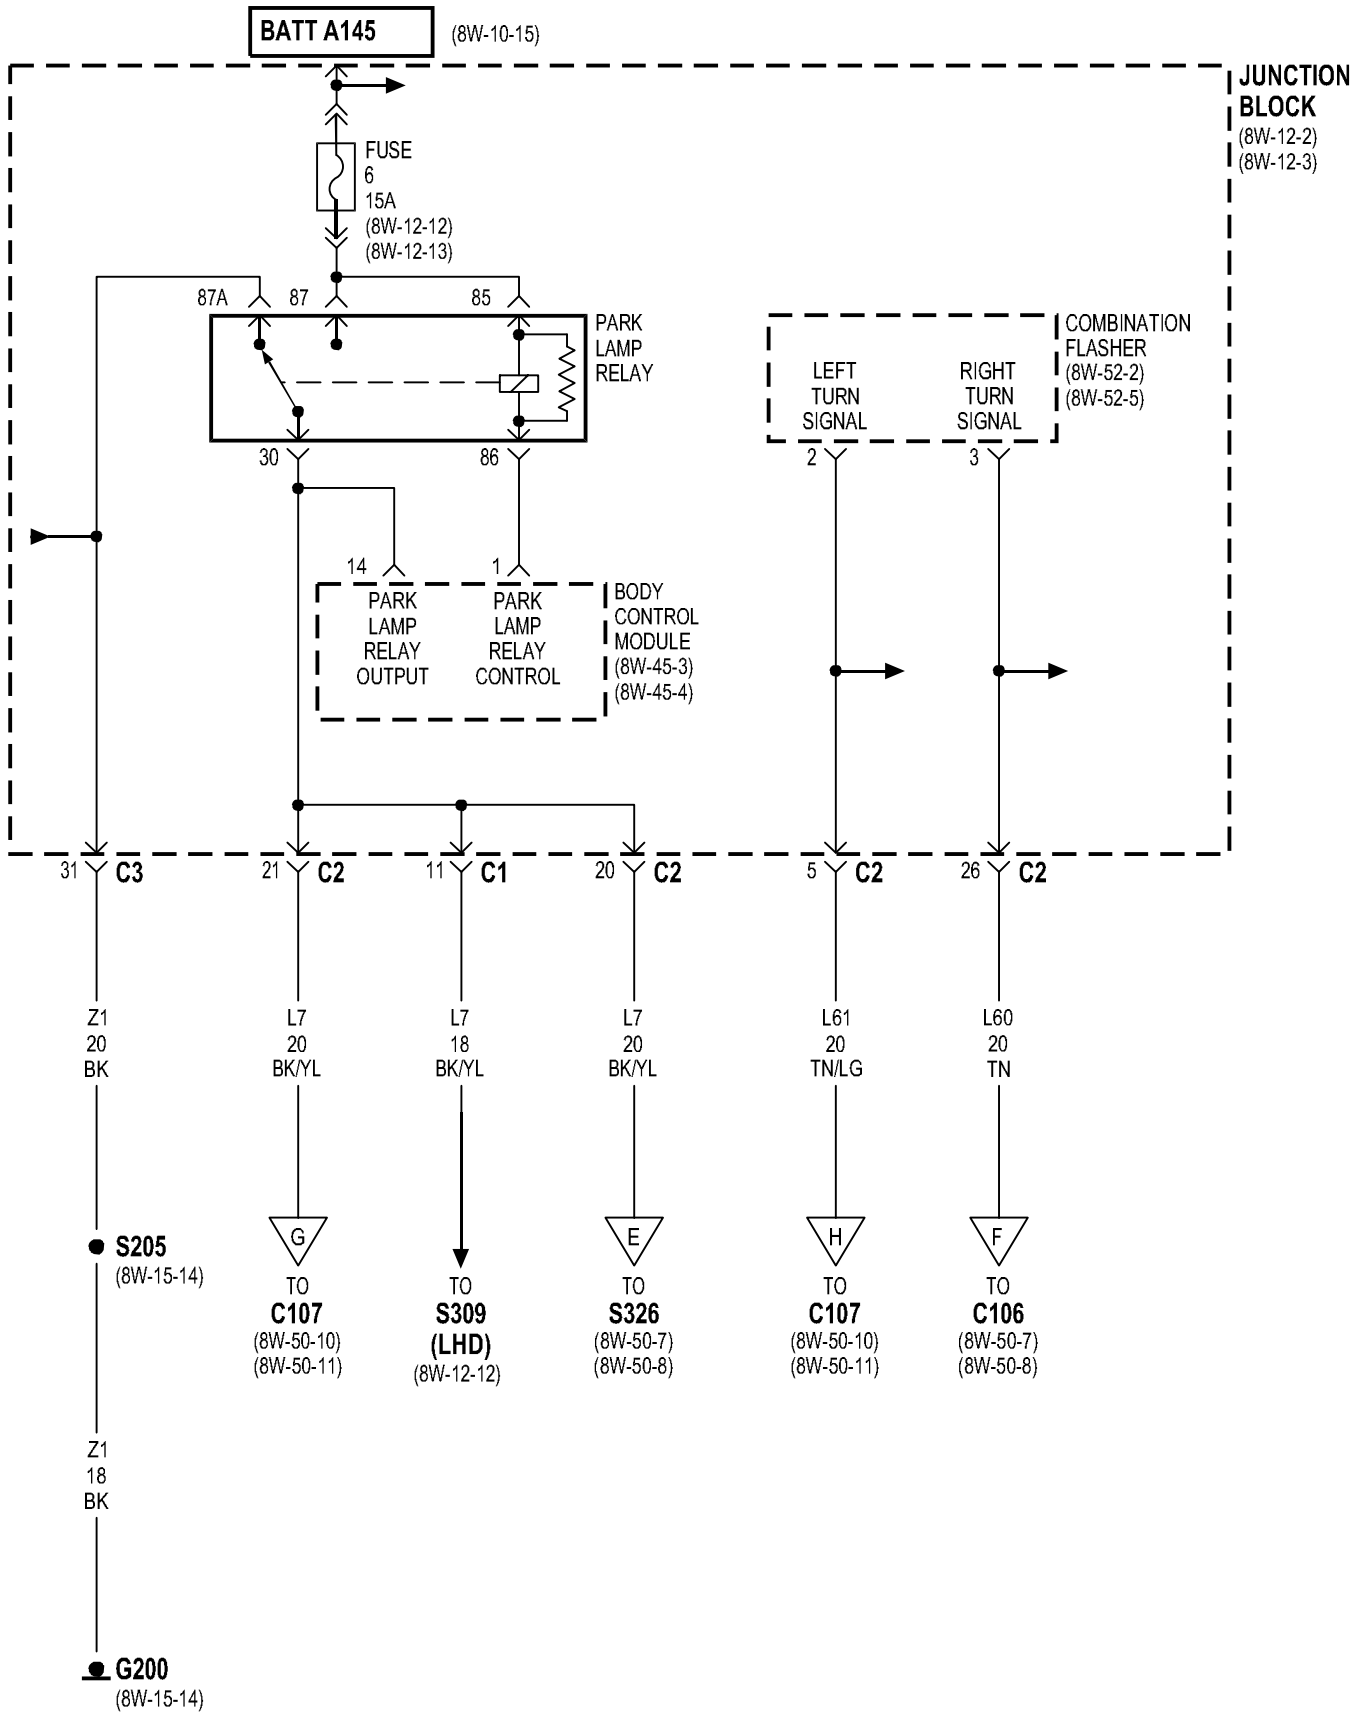 BATT A145
(8W-10-15)
JUNCTION
BLOCK
(8W-12-2)
(8W-12-3)
FUSE
6
15A
(8W-12-12)
(8W-12-13)
87A
87
85
PARK
LAMP
RELAY
30
86
COMBINATION
FLASHER
(8W-52-2)
(8W-52-5)
LEFT
TURN
SIGNAL
RIGHT
TURN
SIGNAL
2
3
14
1
PARK
LAMP
RELAY
OUTPUT
PARK
LAMP
RELAY
CONTROL
BODY
CONTROL
MODULE
(8W-45-3)
(8W-45-4)
31 C3
21 C2
11 C1
20 C2
5 C2
26 C2
Z1
20
BK
L7
20
BK/YL
L7
18
BK/YL
L7
20
BK/YL
L61
20
TN/LG
L60
20
TN
S205
(8W-15-14)
G
TO
C107
(8W-50-10)
(8W-50-11)
TO
S309
(LHD)
(8W-12-12)
E
TO
S326
(8W-50-7)
(8W-50-8)
H
TO
C107
(8W-50-10)
(8W-50-11)
F
TO
C106
(8W-50-7)
(8W-50-8)
Z1
18
BK
G200
(8W-15-14)